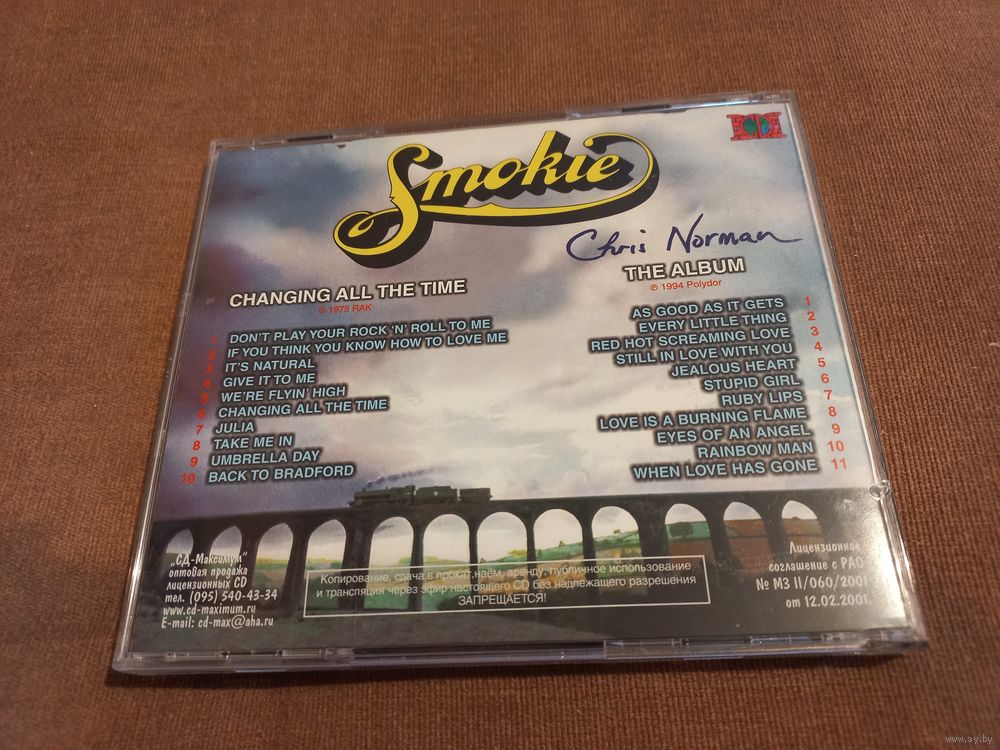 Smokie
Chris Norman
CHANGING ALL THE TIME
℗ 1975 RAK
1 DON'T PLAY YOUR ROCK 'N' ROLL TO ME
2 IF YOU THINK YOU KNOW HOW TO LOVE ME
3 IT'S NATURAL
4 GIVE IT TO ME
5 WE'RE FLYIN' HIGH
6 CHANGING ALL THE TIME
7 JULIA
8 TAKE ME IN
9 UMBRELLA DAY
10 BACK TO BRADFORD
THE ALBUM
℗ 1994 Polydor
AS GOOD AS IT GETS 1
EVERY LITTLE THING 2
RED HOT SCREAMING LOVE 3
STILL IN LOVE WITH YOU 4
JEALOUS HEART 5
STUPID GIRL 6
RUBY LIPS 7
LOVE IS A BURNING FLAME 8
EYES OF AN ANGEL 9
RAINBOW MAN 10
WHEN LOVE HAS GONE 11
„СД-Максимум"
оптовая продажа
лицензионных CD
тел. (095) 540-43-34
www.cd-maximum.ru
E-mail: cd-max@aha.ru
Копирование, сдача в прокат, наём, аренду, публичное использование
и трансляция через эфир настоящего CD без надлежащего разрешения
ЗАПРЕЩАЕТСЯ!
Лицензионное
соглашение с РАО
№ МЗ II/060/2001
от 12.02.2001.
www.ay.by